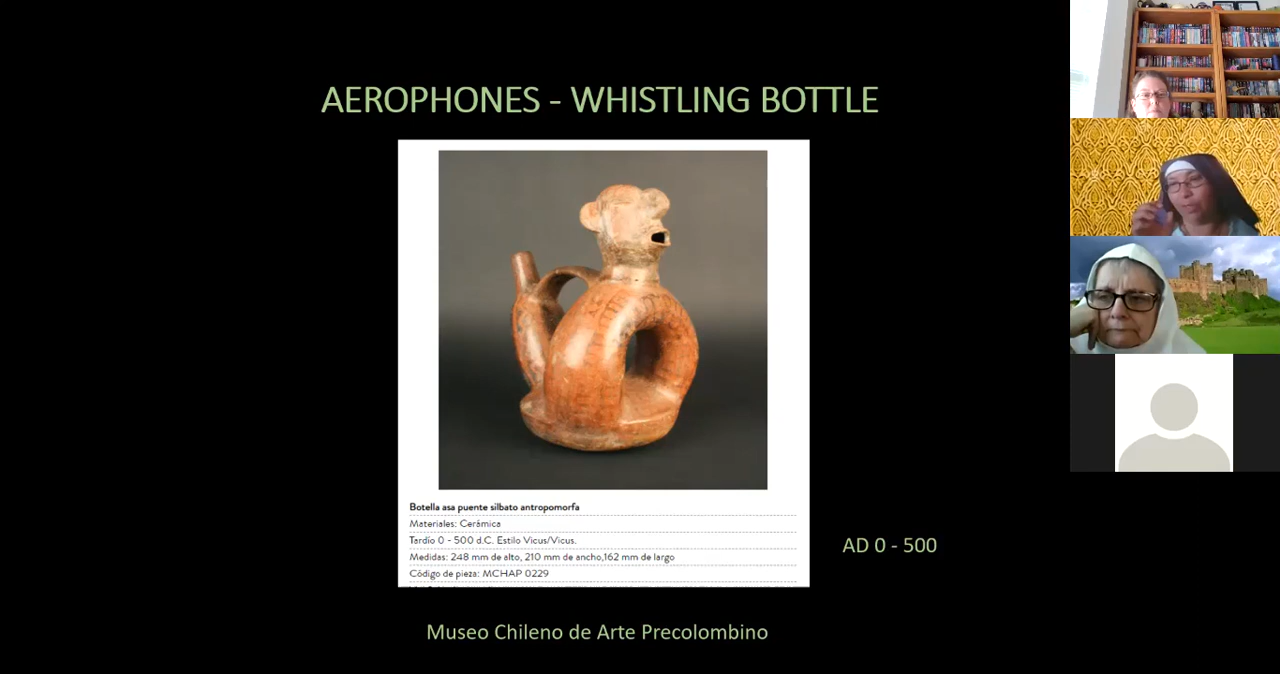 AEROPHONES - WHISTLING BOTTLE
Botella asa puente silbato antropomorfa
Materiales: Cerámica
Tardío 0 - 500 d.C. Estilo Vicus/Vicus.
Medidas: 248 mm de alto, 210 mm de ancho,162 mm de largo
Código de pieza: MCHAP 0229
AD 0 - 500
Museo Chileno de Arte Precolombino